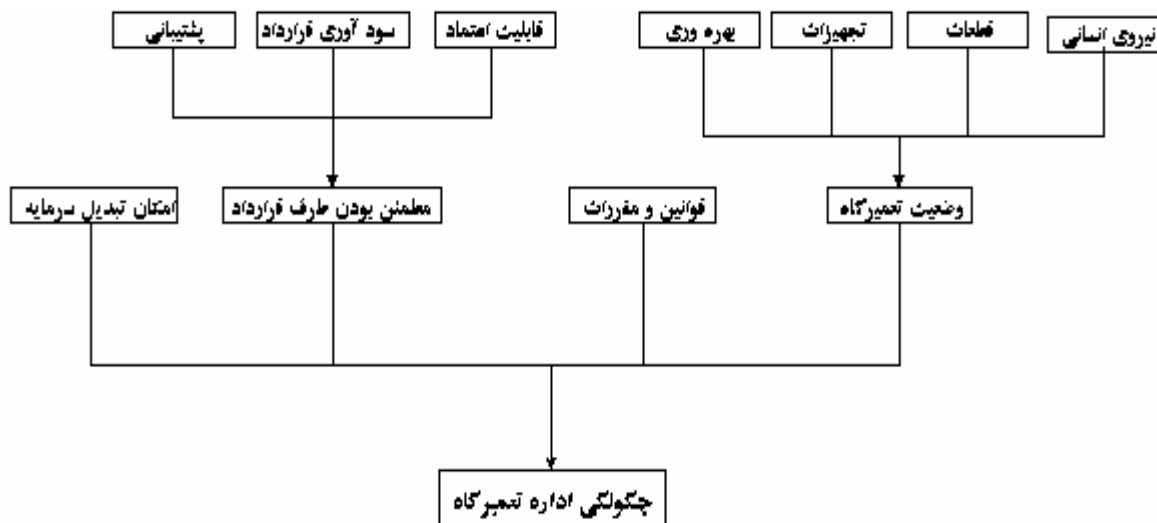 نیروی انسانی
قطعات
تجهیزات
بهره وری
قابلیت اعتماد
سود آوری قرارداد
پشتیبانی
وضعیت تعمیرگاه
قوانین و مقررات
مطمئن بودن طرف قرارداد
امکان تبدیل سرمایه
چگونگی اداره تعمیرگاه